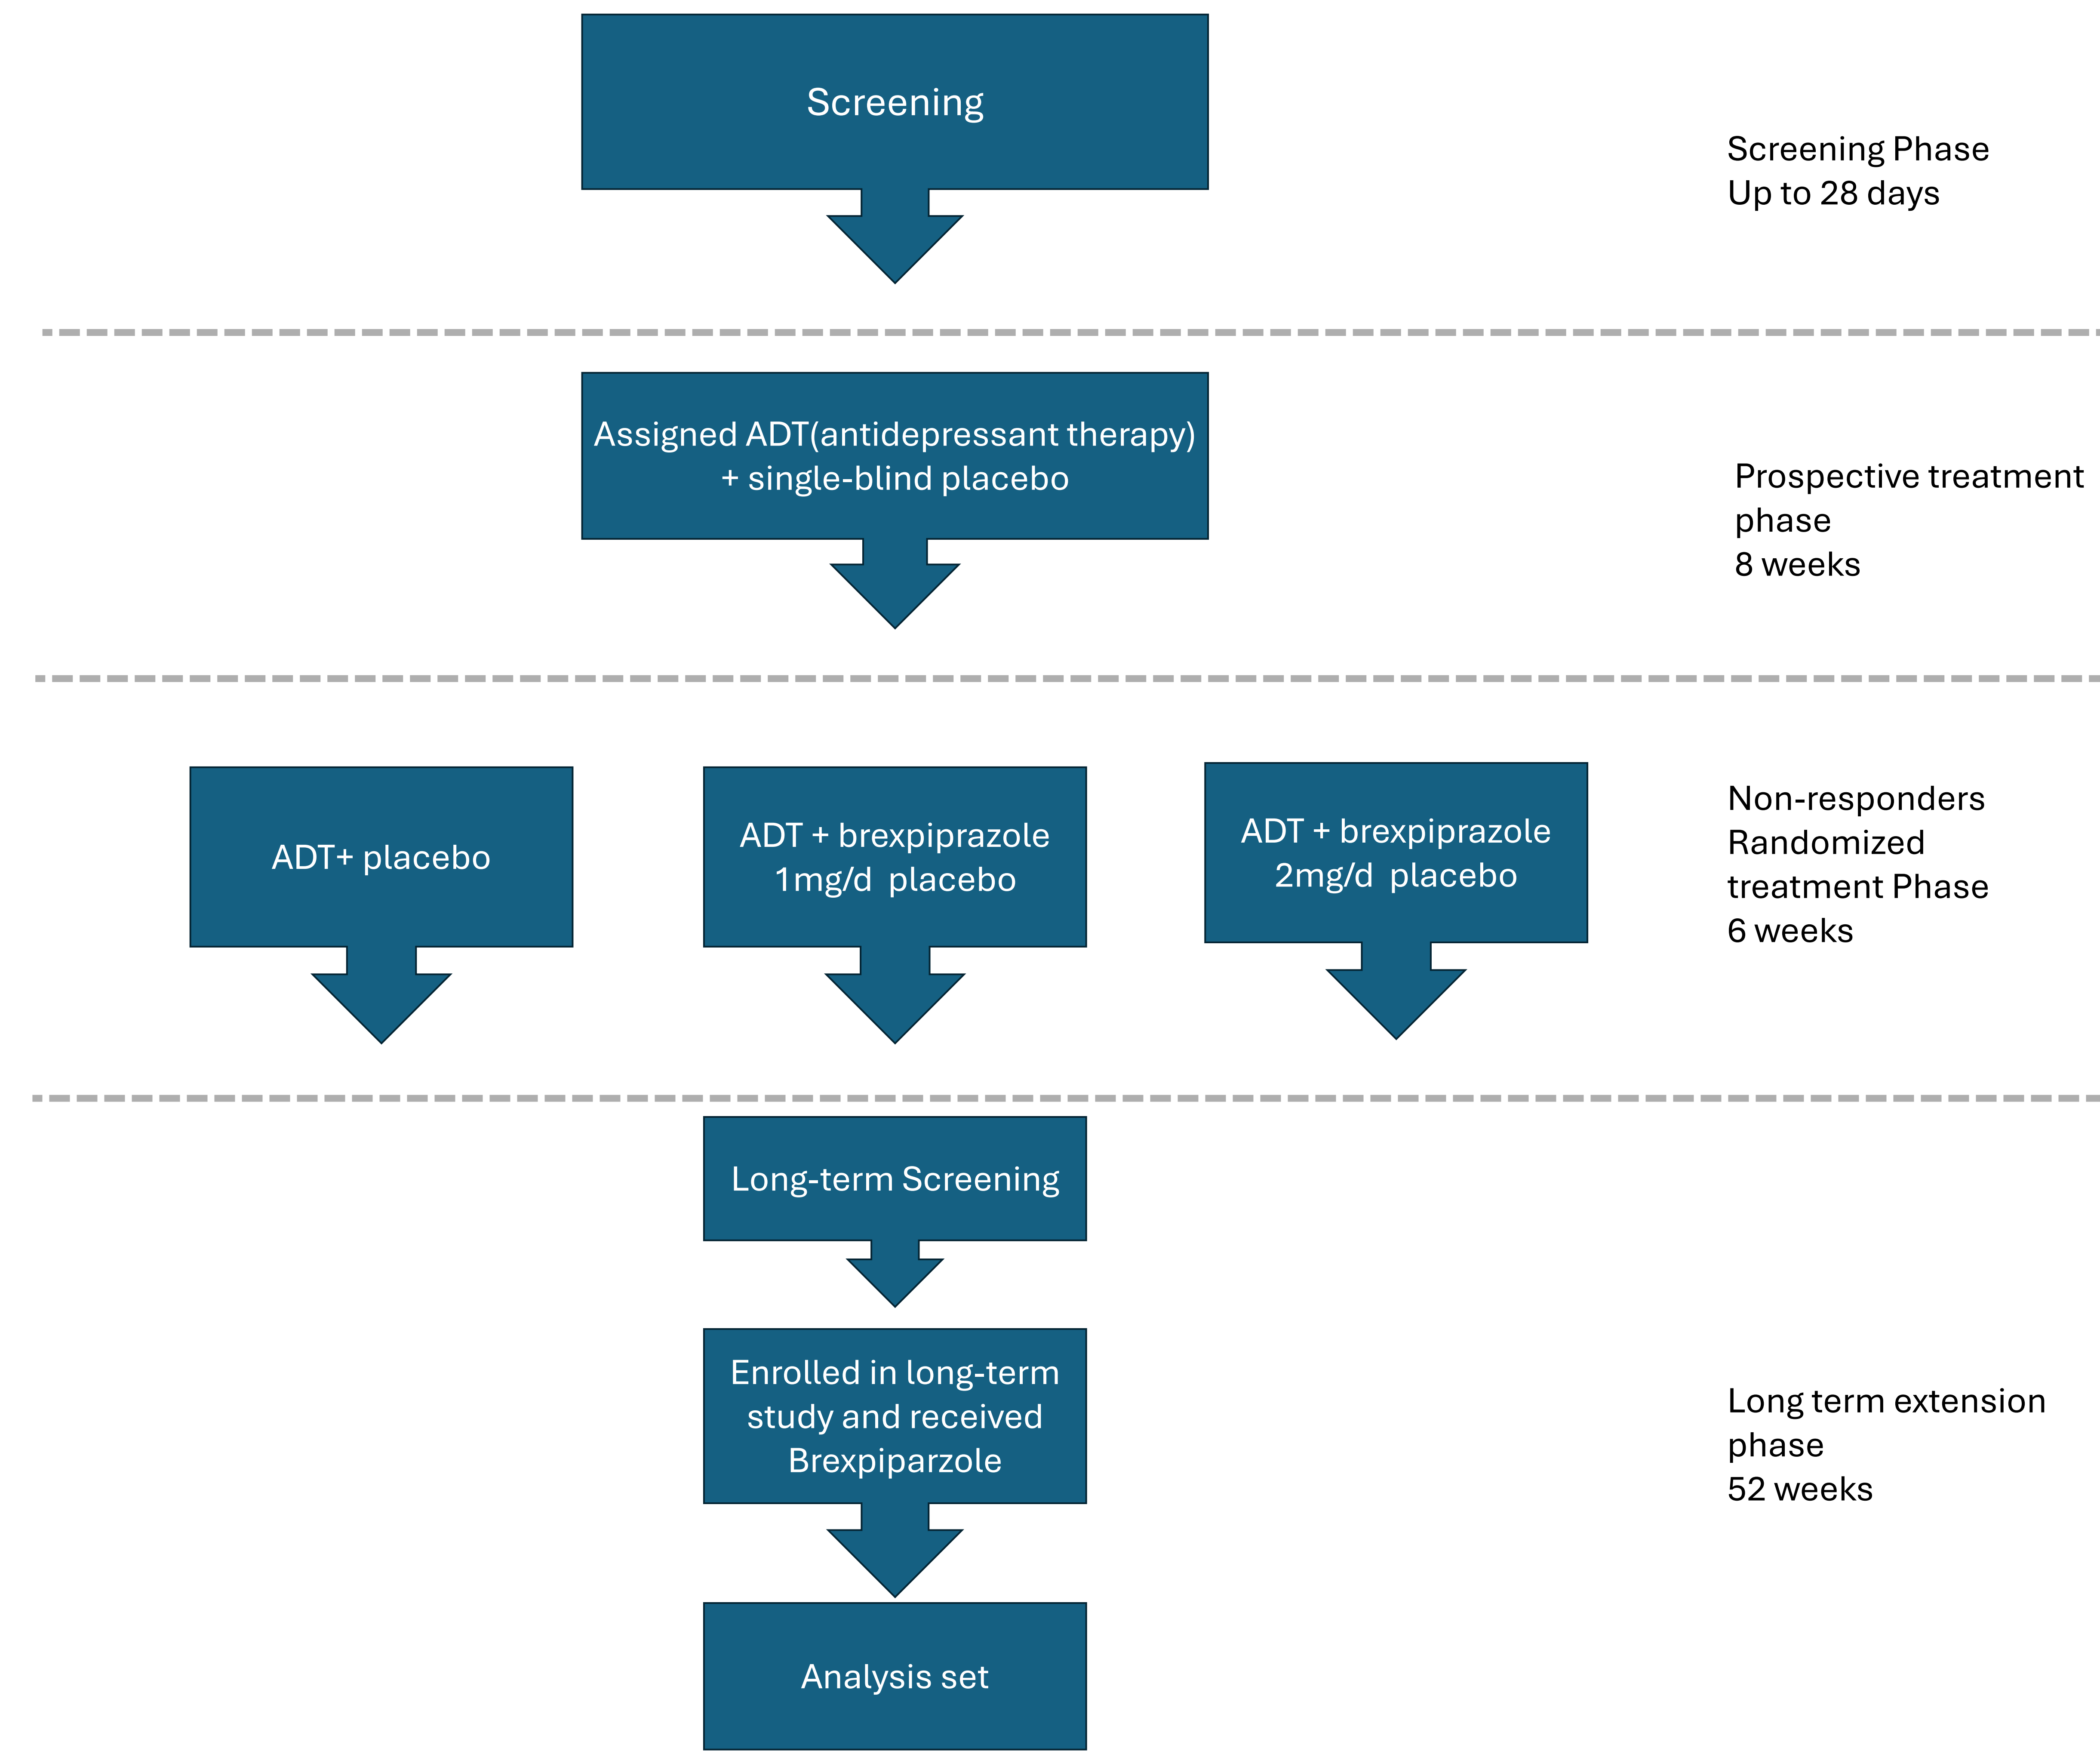 Screening
Screening Phase
Up to 28 days
Assigned ADT(antidepressant therapy)
+ single-blind placebo
Prospective treatment
phase
8 weeks
ADT+ placebo
ADT + brexpiprazole
1mg/d  placebo
ADT + brexpiprazole
2mg/d  placebo
Non-responders
Randomized
treatment Phase
6 weeks
Long-term Screening
Enrolled in long-term
study and received
Brexpiparzole
Long term extension
phase
52 weeks
Analysis set